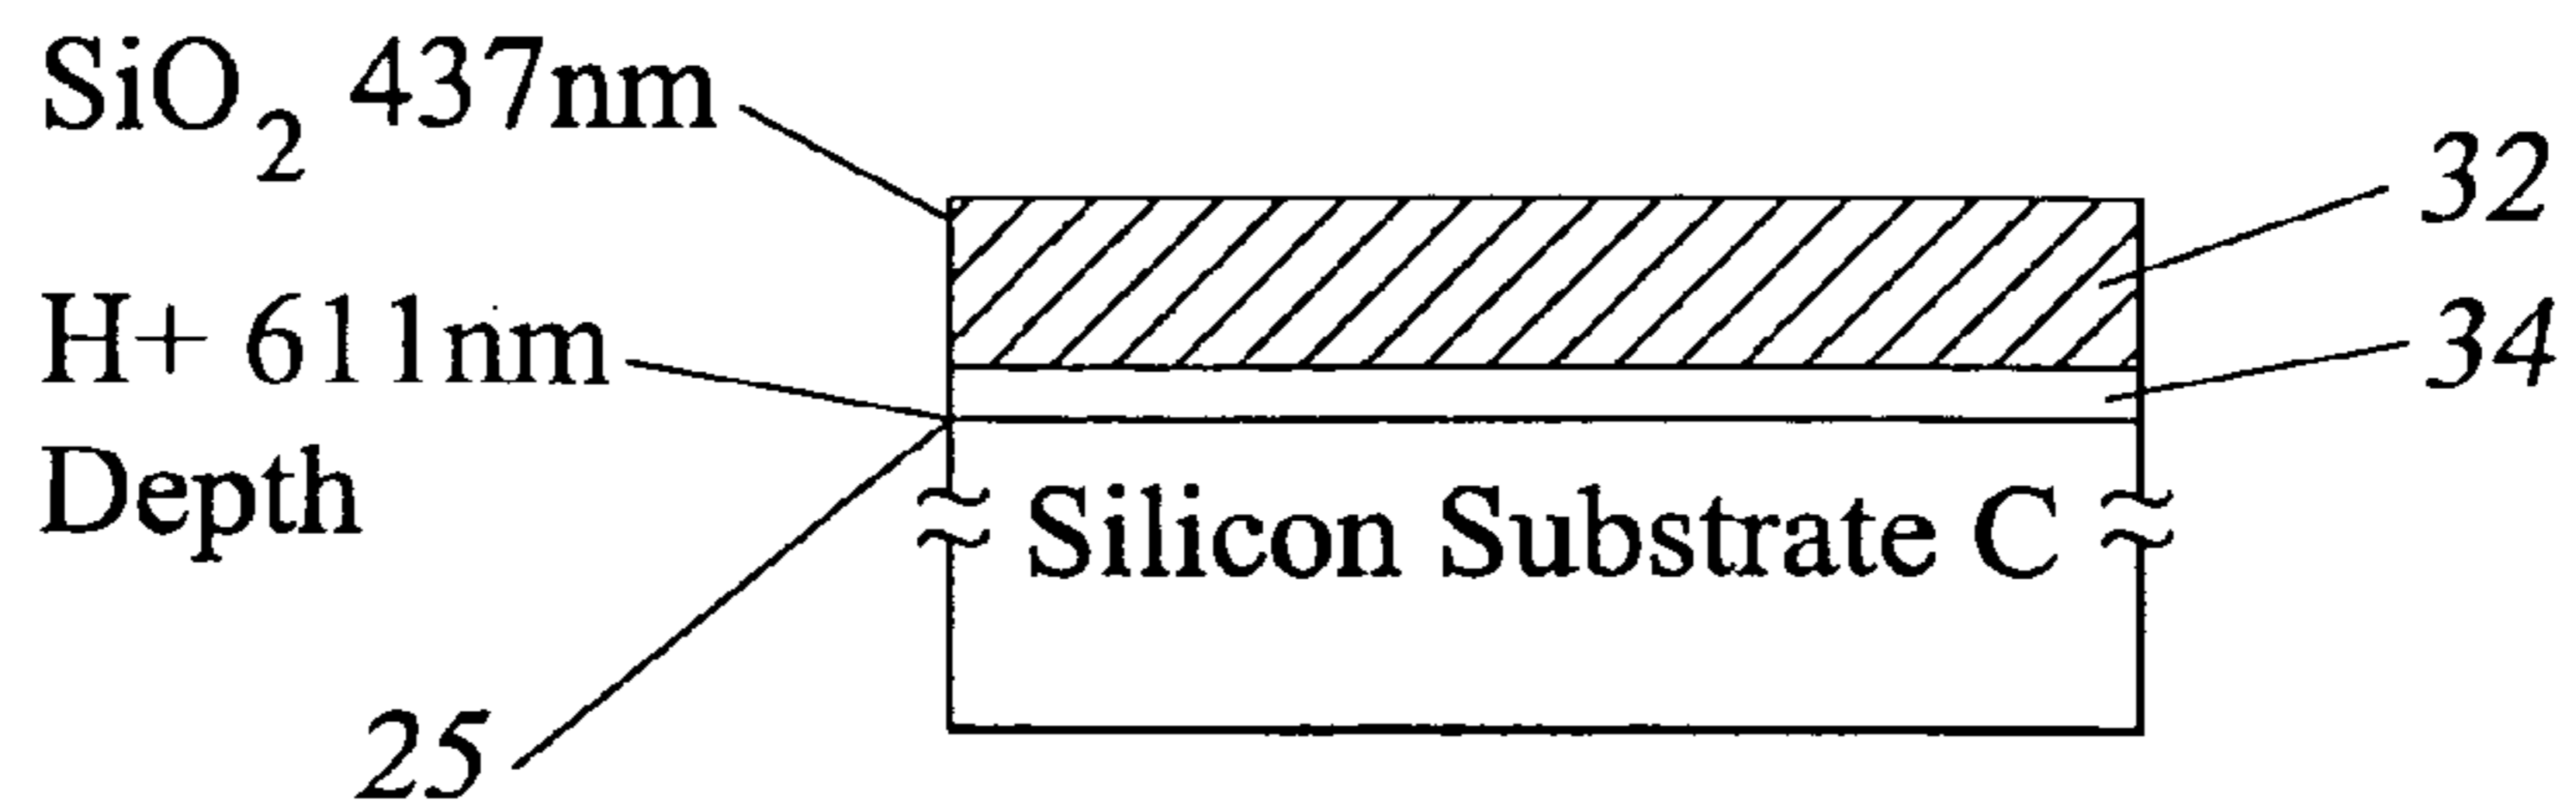 SiO₂ 437nm
32
H+ 611nm
Depth
34
Silicon Substrate C
25